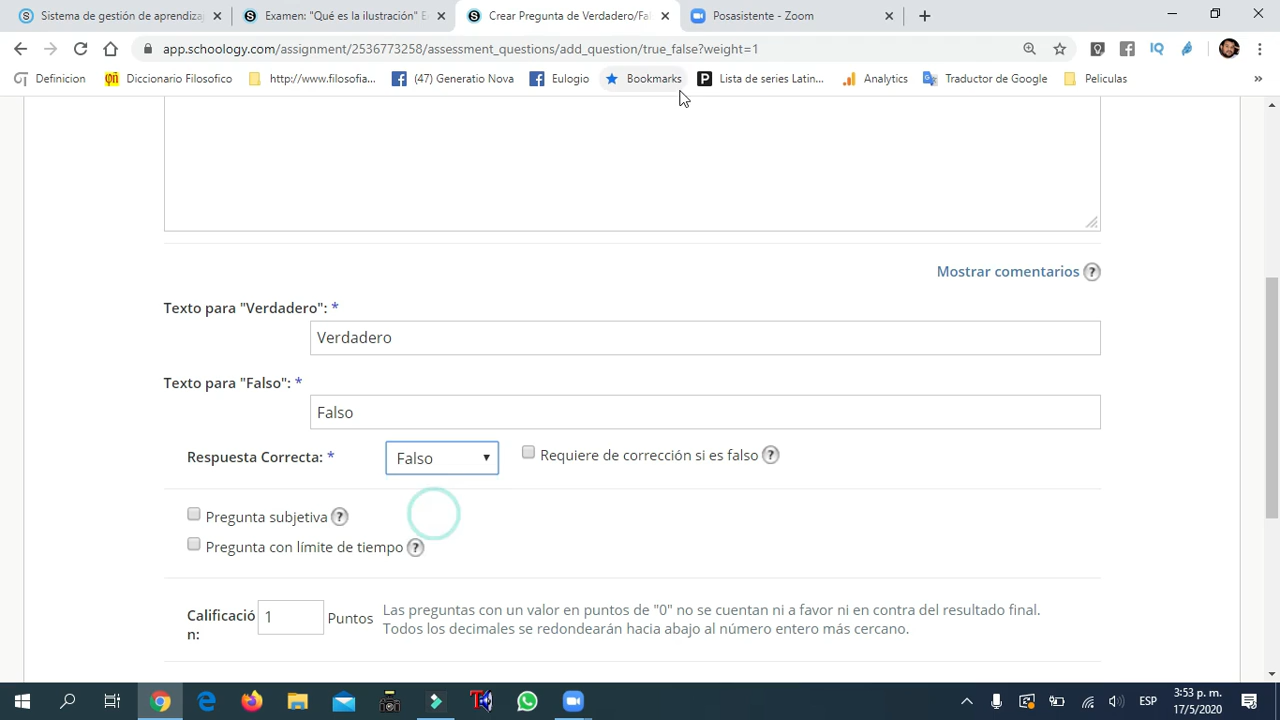 Sistema de gestión de aprendizaj
Examen: "Qué es la ilustración" E
Crear Pregunta de Verdadero/Fal
Posasistente - Zoom
app.schoology.com/assignment/2536773258/assessment_questions/add_question/true_false?weight=1
Definicion
Diccionario Filosofico
http://www.filosofia...
(47) Generatio Nova
Eulogio
Bookmarks
Lista de series Latin...
Analytics
Traductor de Google
Peliculas
Mostrar comentarios ?
Texto para "Verdadero": *
Verdadero
Texto para "Falso": *
Falso
Respuesta Correcta: *
Falso
Requiere de corrección si es falso ?
Pregunta subjetiva ?
Pregunta con límite de tiempo ?
Calificació
n:
1
Puntos
Las preguntas con un valor en puntos de "0" no se cuentan ni a favor ni en contra del resultado final.
Todos los decimales se redondearán hacia abajo al número entero más cercano.
ESP
3:53 p. m.
17/5/2020